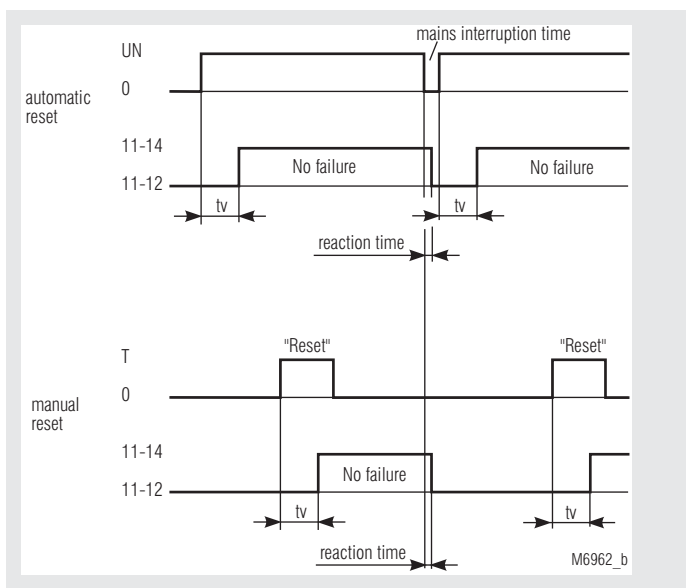 mains interruption time
UN
0
automatic
reset
11-14
No failure
No failure
11-12
tv
tv
reaction time
"Reset"
"Reset"
T
0
manual
reset
11-14
No failure
11-12
tv
tv
reaction time
M6962_b